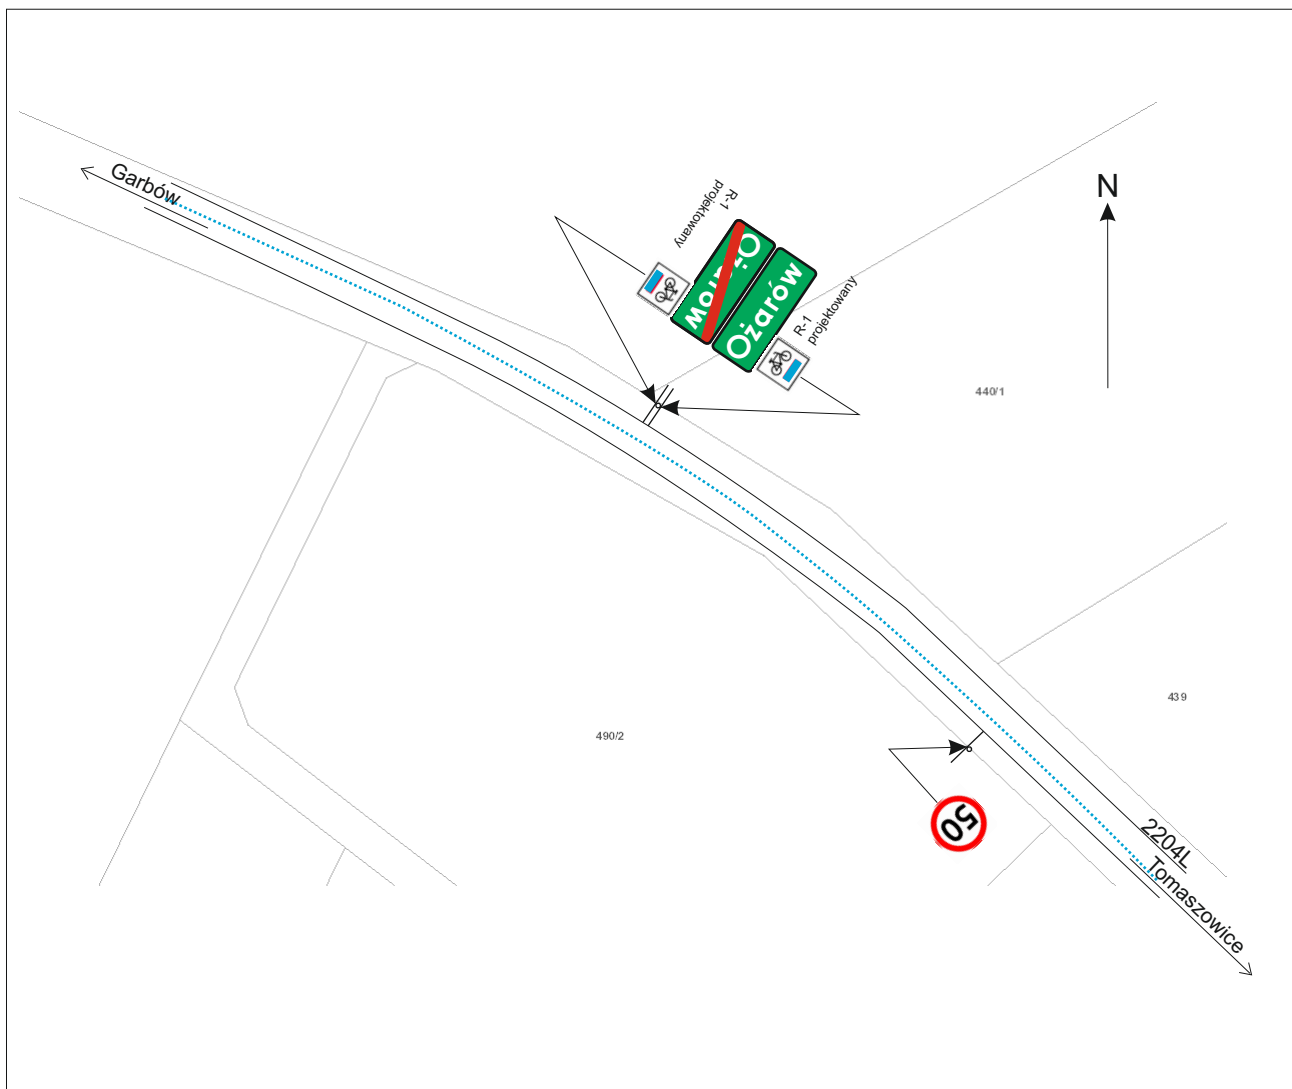 Garbów
R-1
projektowany
Ożarów
Ożarów
R-1
projektowany
N
440/1
439
490/2
50
2204L
Tomaszowice